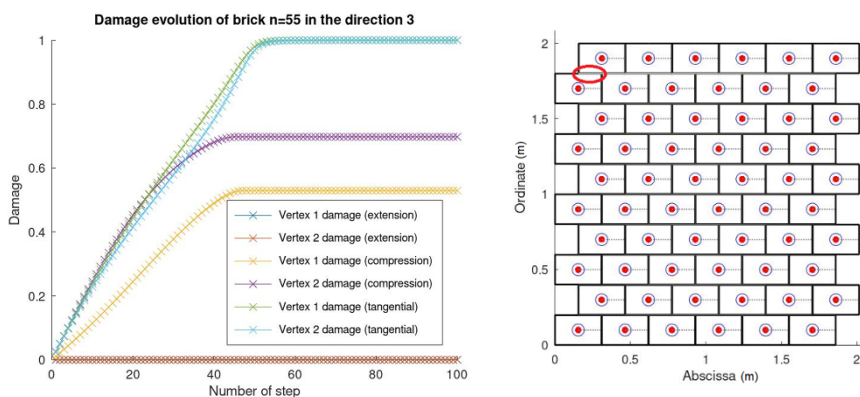 Damage evolution of brick n=55 in the direction 3
1
0.8
0.6
0.4
0.2
0
Damage
Vertex 1 damage (extension)
Vertex 2 damage (extension)
Vertex 1 damage (compression)
Vertex 2 damage (compression)
Vertex 1 damage (tangential)
Vertex 2 damage (tangential)
0 20 40 60 80 100
Number of step
2
1.5
1
0.5
0
Ordinate (m)
0 0.5 1 1.5 2
Abscissa (m)